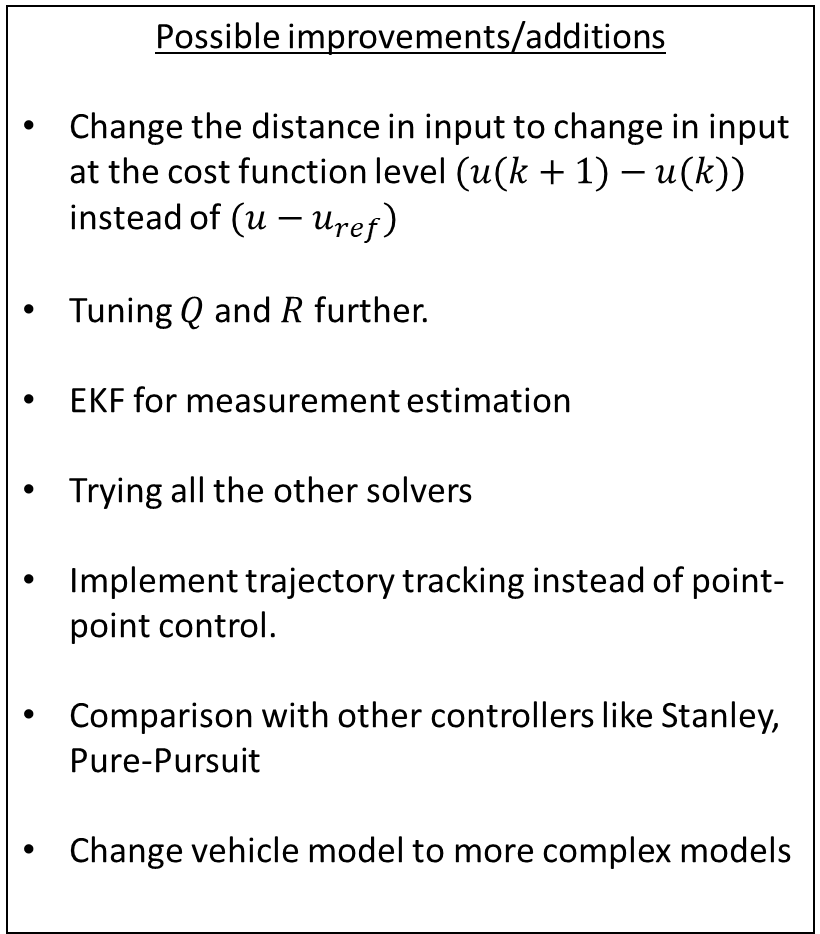 Possible improvements/additions
• Change the distance in input to change in input
at the cost function level (u(k + 1) − u(k))
instead of (u − u_ref)
• Tuning Q and R further.
• EKF for measurement estimation
• Trying all the other solvers
• Implement trajectory tracking instead of point-
point control.
• Comparison with other controllers like Stanley,
Pure-Pursuit
• Change vehicle model to more complex models